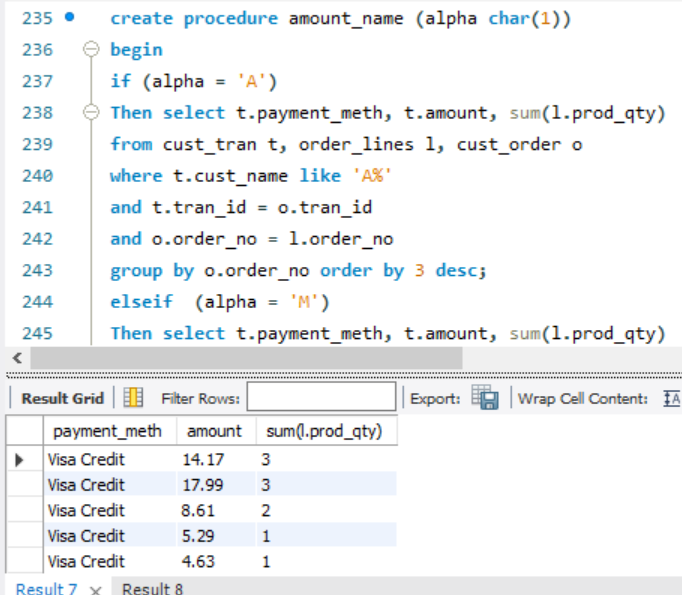 235 create procedure amount_name (alpha char(1))
236 begin
237 if (alpha = 'A')
238 Then select t.payment_meth, t.amount, sum(l.prod_qty)
239 from cust_tran t, order_lines l, cust_order o
240 where t.cust_name like 'A%'
241 and t.tran_id = o.tran_id
242 and o.order_no = l.order_no
243 group by o.order_no order by 3 desc;
244 elseif (alpha = 'M')
245 Then select t.payment_meth, t.amount, sum(l.prod_qty)
Result Grid Filter Rows: Export: Wrap Cell Content: IA
payment_meth amount sum(l.prod_qty)
Visa Credit 14.17 3
Visa Credit 17.99 3
Visa Credit 8.61 2
Visa Credit 5.29 1
Visa Credit 4.63 1
Result 7 × Result 8